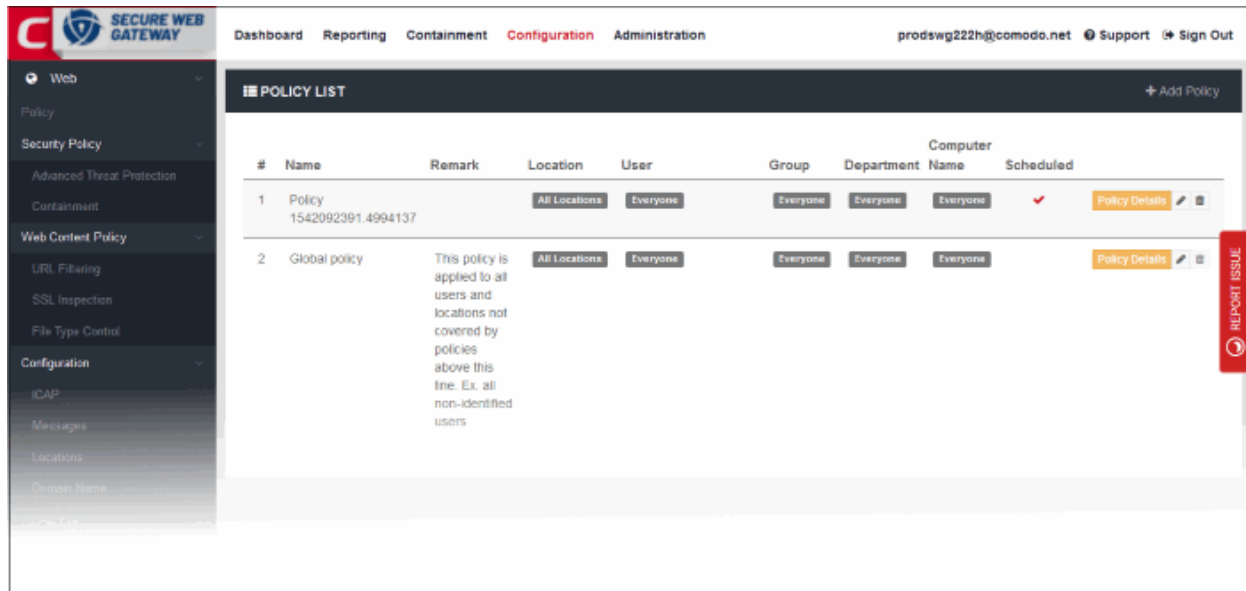 C SECURE WEB
GATEWAY
Dashboard Reporting Containment Configuration Administration prodswg222h@comodo.net Support Sign Out
Web
Policy
Security Policy
Advanced Threat Protection
Containment
Web Content Policy
URL Filtering
SSL Inspection
File Type Control
Configuration
ICAP
Messages
Locations
Domain Name
POLICY LIST + Add Policy
# Name Remark Location User Group Department Computer
Name Scheduled
1 Policy All Locations Everyone Everyone Everyone Everyone Policy Details
1542092391.4994137
2 Global policy This policy is All Locations Everyone Everyone Everyone Everyone Policy Details
applied to all
users and
locations not
covered by
policies
above this
line. Ex. all
non-identified
users
REPORT ISSUE